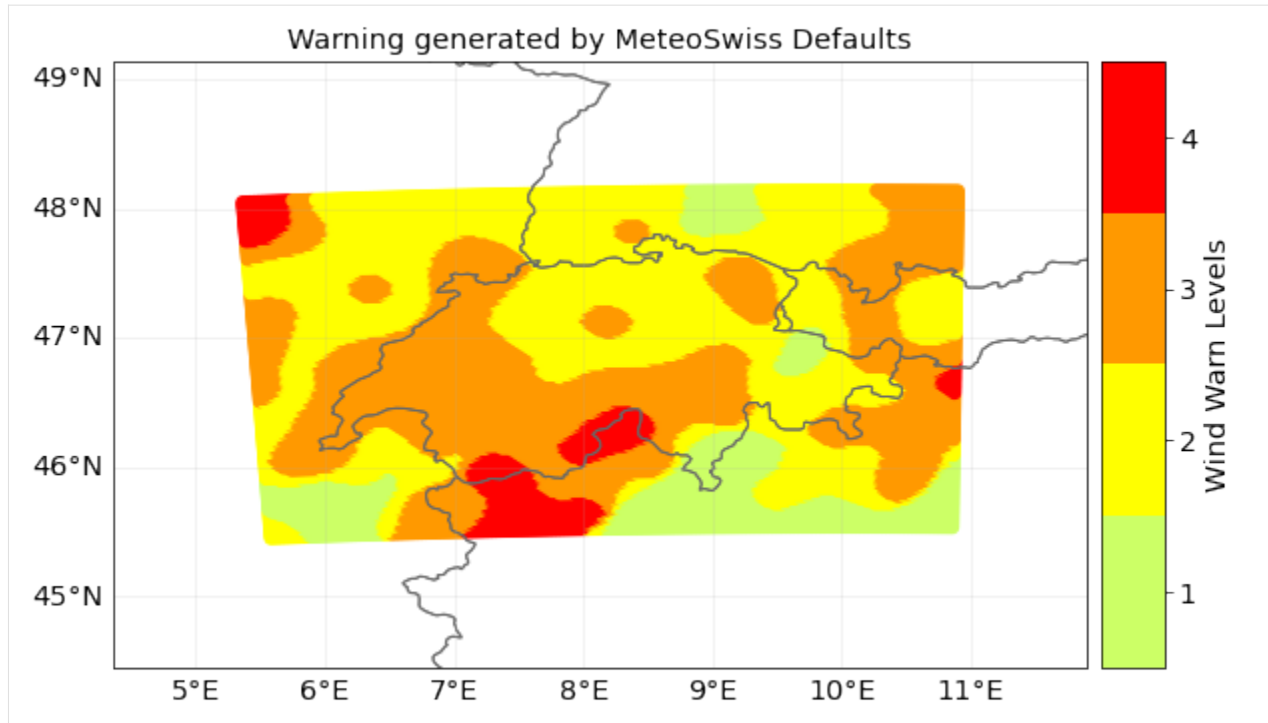 Warning generated by MeteoSwiss Defaults
49°N
48°N
47°N
46°N
45°N
5°E
6°E
7°E
8°E
9°E
10°E
11°E
4
3
2
1
Wind Warn Levels